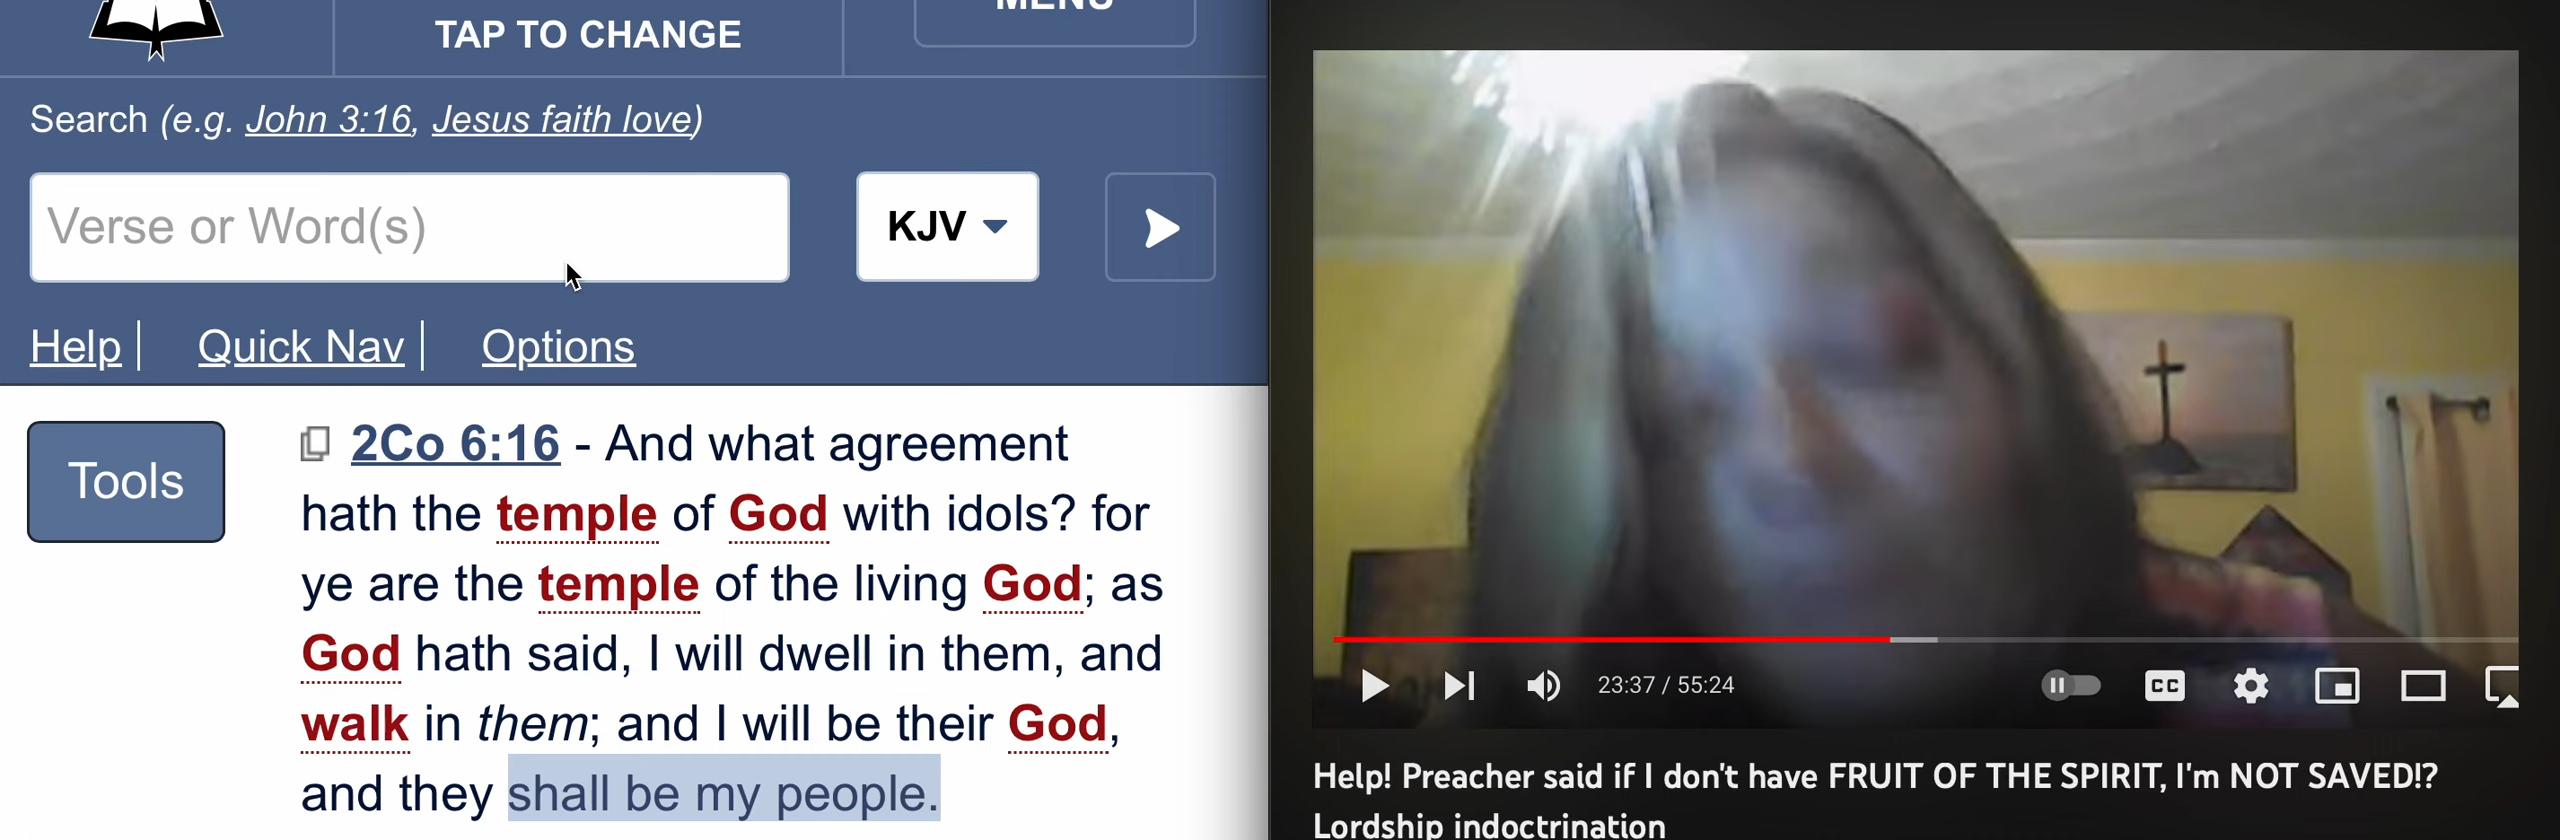 TAP TO CHANGE
MENU
Search (e.g. John 3:16, Jesus faith love)
Verse or Word(s)
KJV
Help
Quick Nav
Options
Tools
2Co 6:16 - And what agreement
hath the temple of God with idols? for
ye are the temple of the living God; as
God hath said, I will dwell in them, and
walk in them; and I will be their God,
and they shall be my people.
23:37 / 55:24
CC
Help! Preacher said if I don't have FRUIT OF THE SPIRIT, I'm NOT SAVED!?
Lordship indoctrination